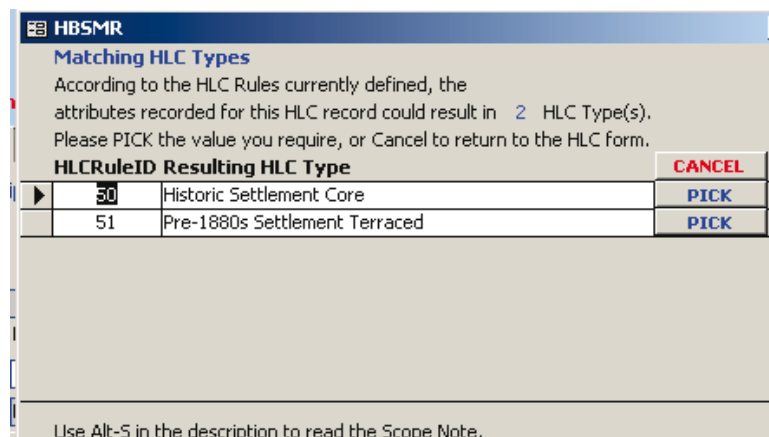 HBSMR
Matching HLC Types
According to the HLC Rules currently defined, the
attributes recorded for this HLC record could result in 2 HLC Type(s).
Please PICK the value you require, or Cancel to return to the HLC form.
HLCRuleID Resulting HLC Type CANCEL
50 Historic Settlement Core PICK
51 Pre-1880s Settlement Terraced PICK
Use Alt-S in the description to read the Scope Note.